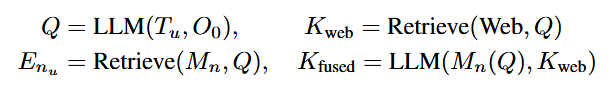 Q = LLM(T_u, O_0),    K_web = Retrieve(Web, Q)
E_{n_u} = Retrieve(M_n, Q),    K_fused = LLM(M_n(Q), K_web)